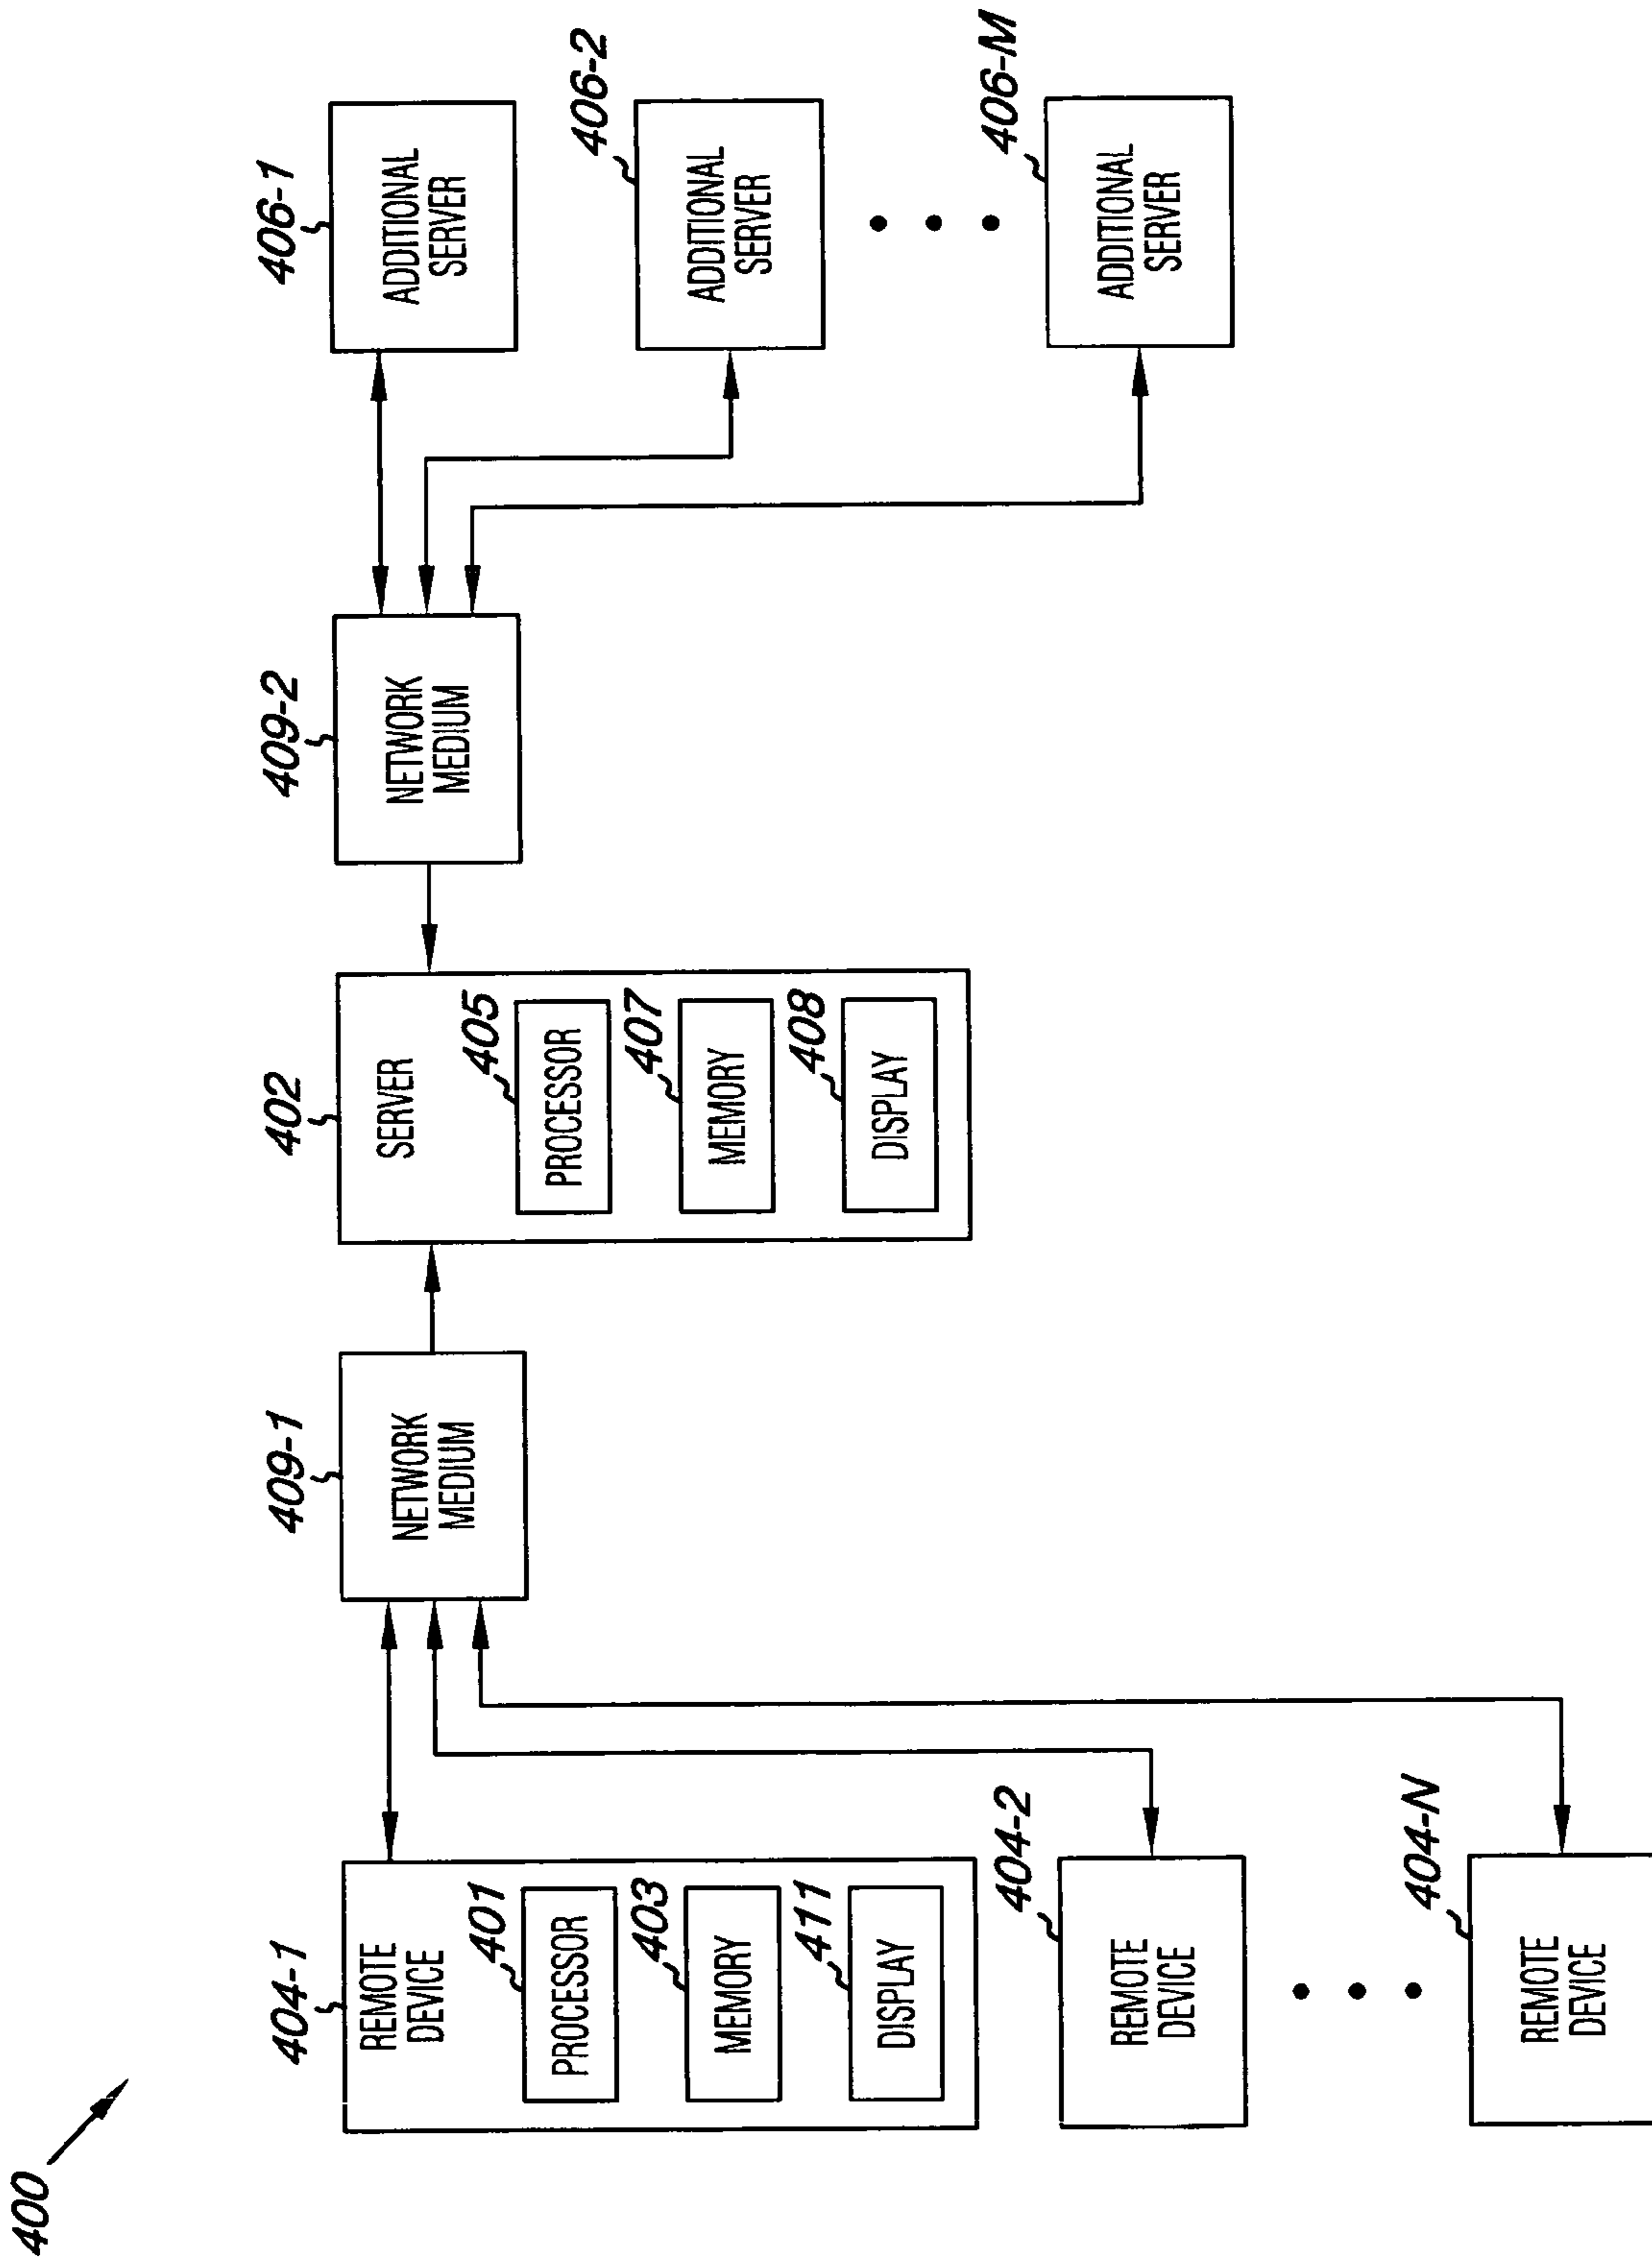 400
404-1
REMOTE
DEVICE
401
PROCESSOR
403
MEMORY
411
DISPLAY
404-2
REMOTE
DEVICE
404-N
REMOTE
DEVICE
409-1
NETWORK
MEDIUM
402
SERVER
405
PROCESSOR
407
MEMORY
408
DISPLAY
409-2
NETWORK
MEDIUM
406-1
ADDITIONAL
SERVER
406-2
ADDITIONAL
SERVER
406-M
ADDITIONAL
SERVER